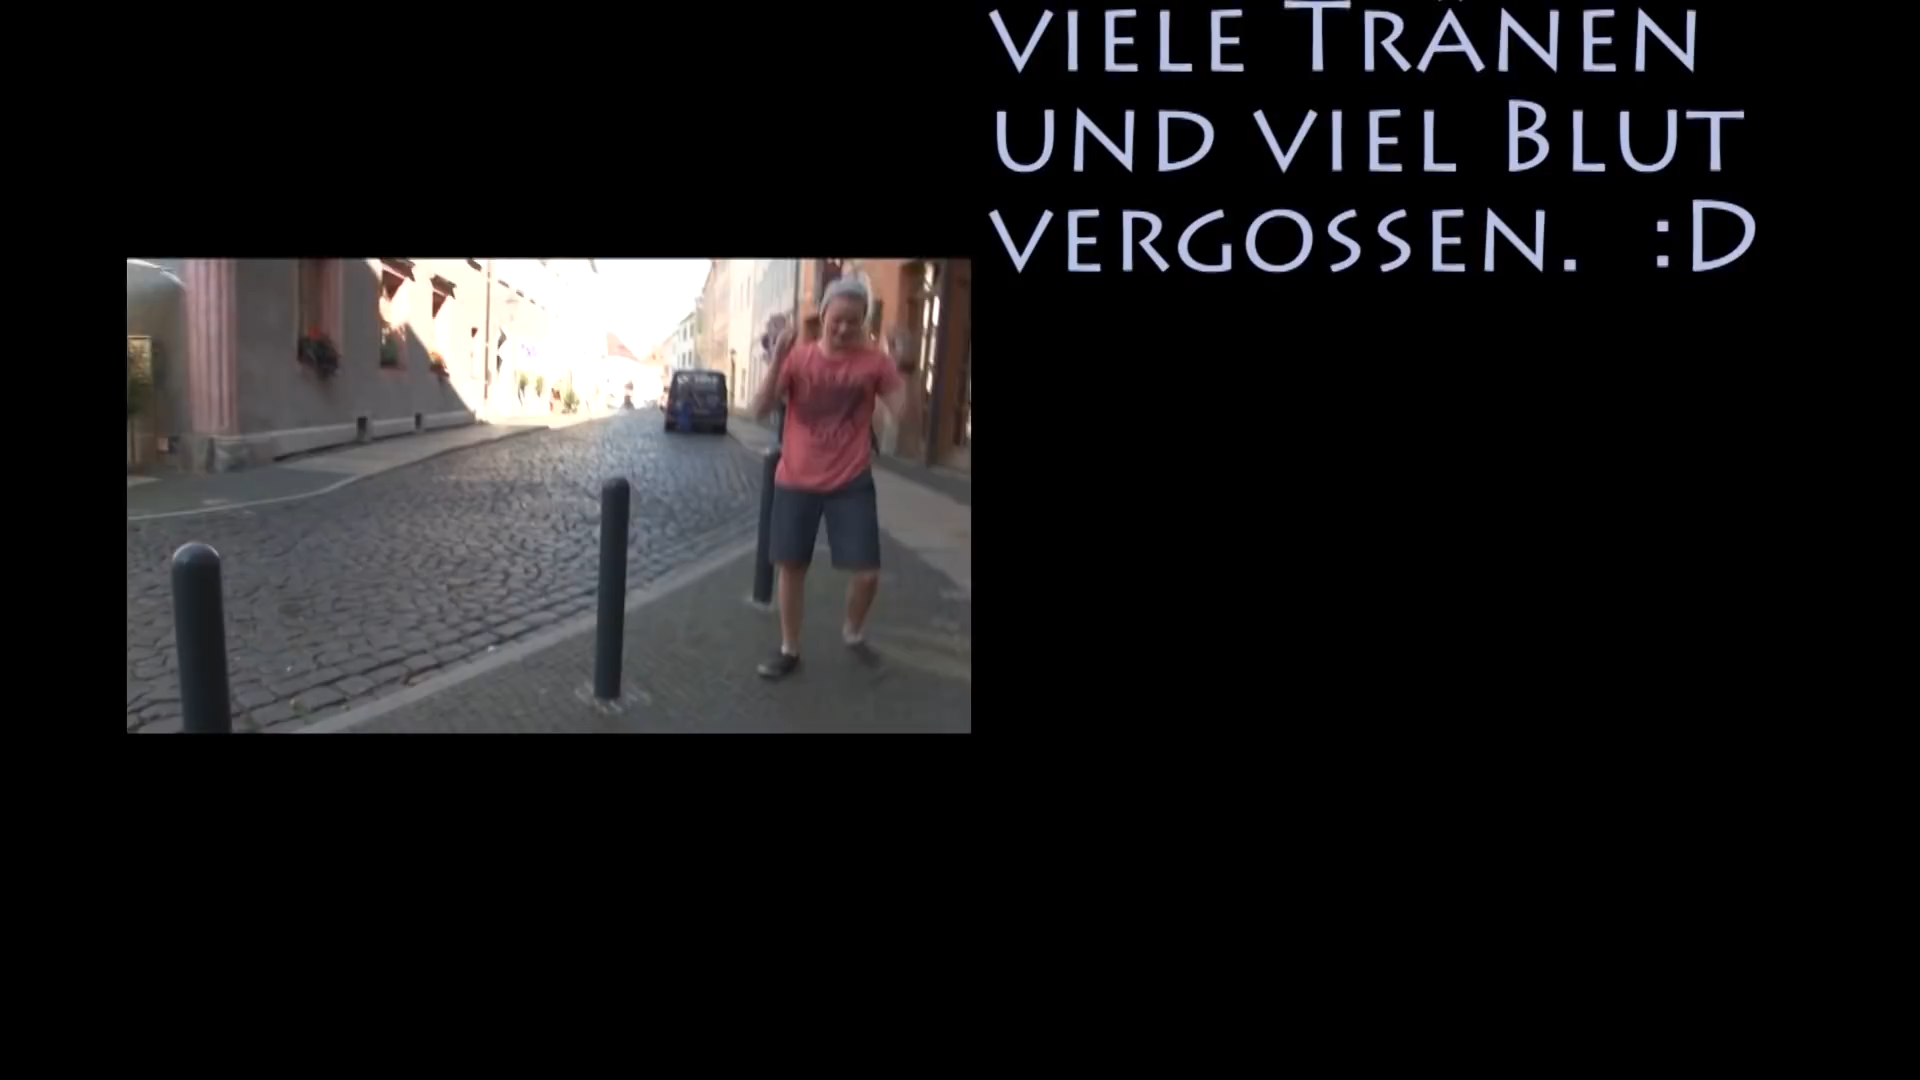 viele Tränen
und viel Blut
vergossen. :D